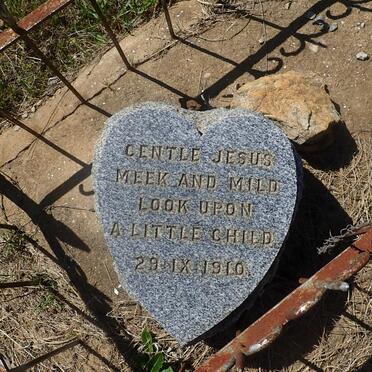 GENTLE JESUS
MEEK AND MILD
LOOK UPON
A LITTLE CHILD.
29·IX·1910.